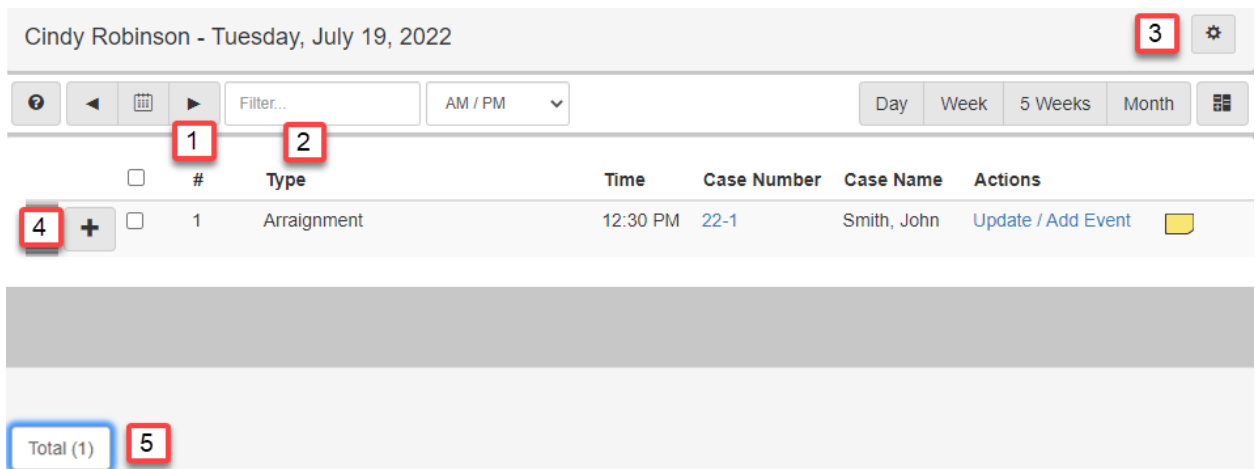 Cindy Robinson - Tuesday, July 19, 2022 3
Filter... AM / PM Day Week 5 Weeks Month
1 2
# Type Time Case Number Case Name Actions
4 + 1 Arraignment 12:30 PM 22-1 Smith, John Update / Add Event
Total (1) 5